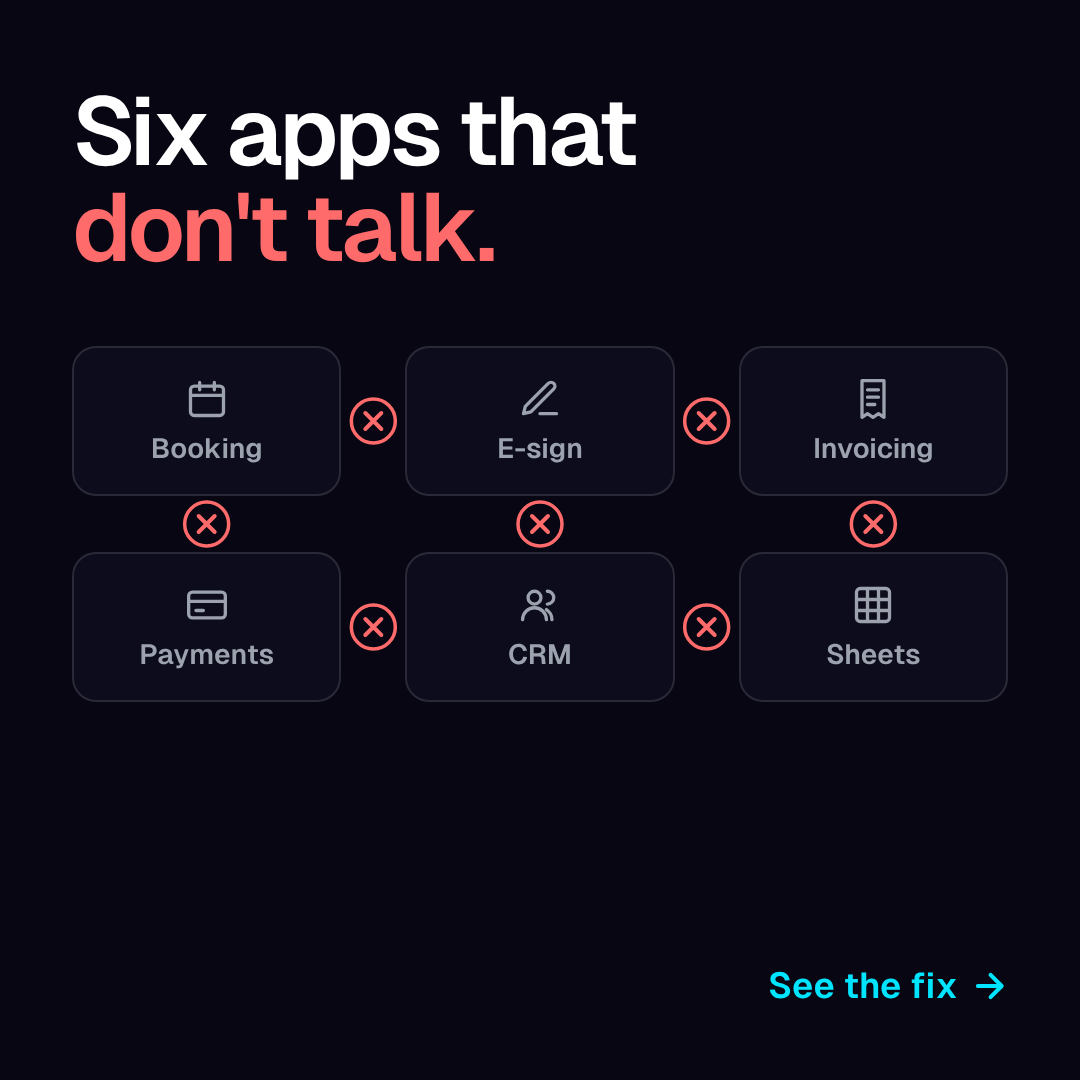 Six apps that
don't talk.
Booking
E-sign
Invoicing
Payments
CRM
Sheets
See the fix →